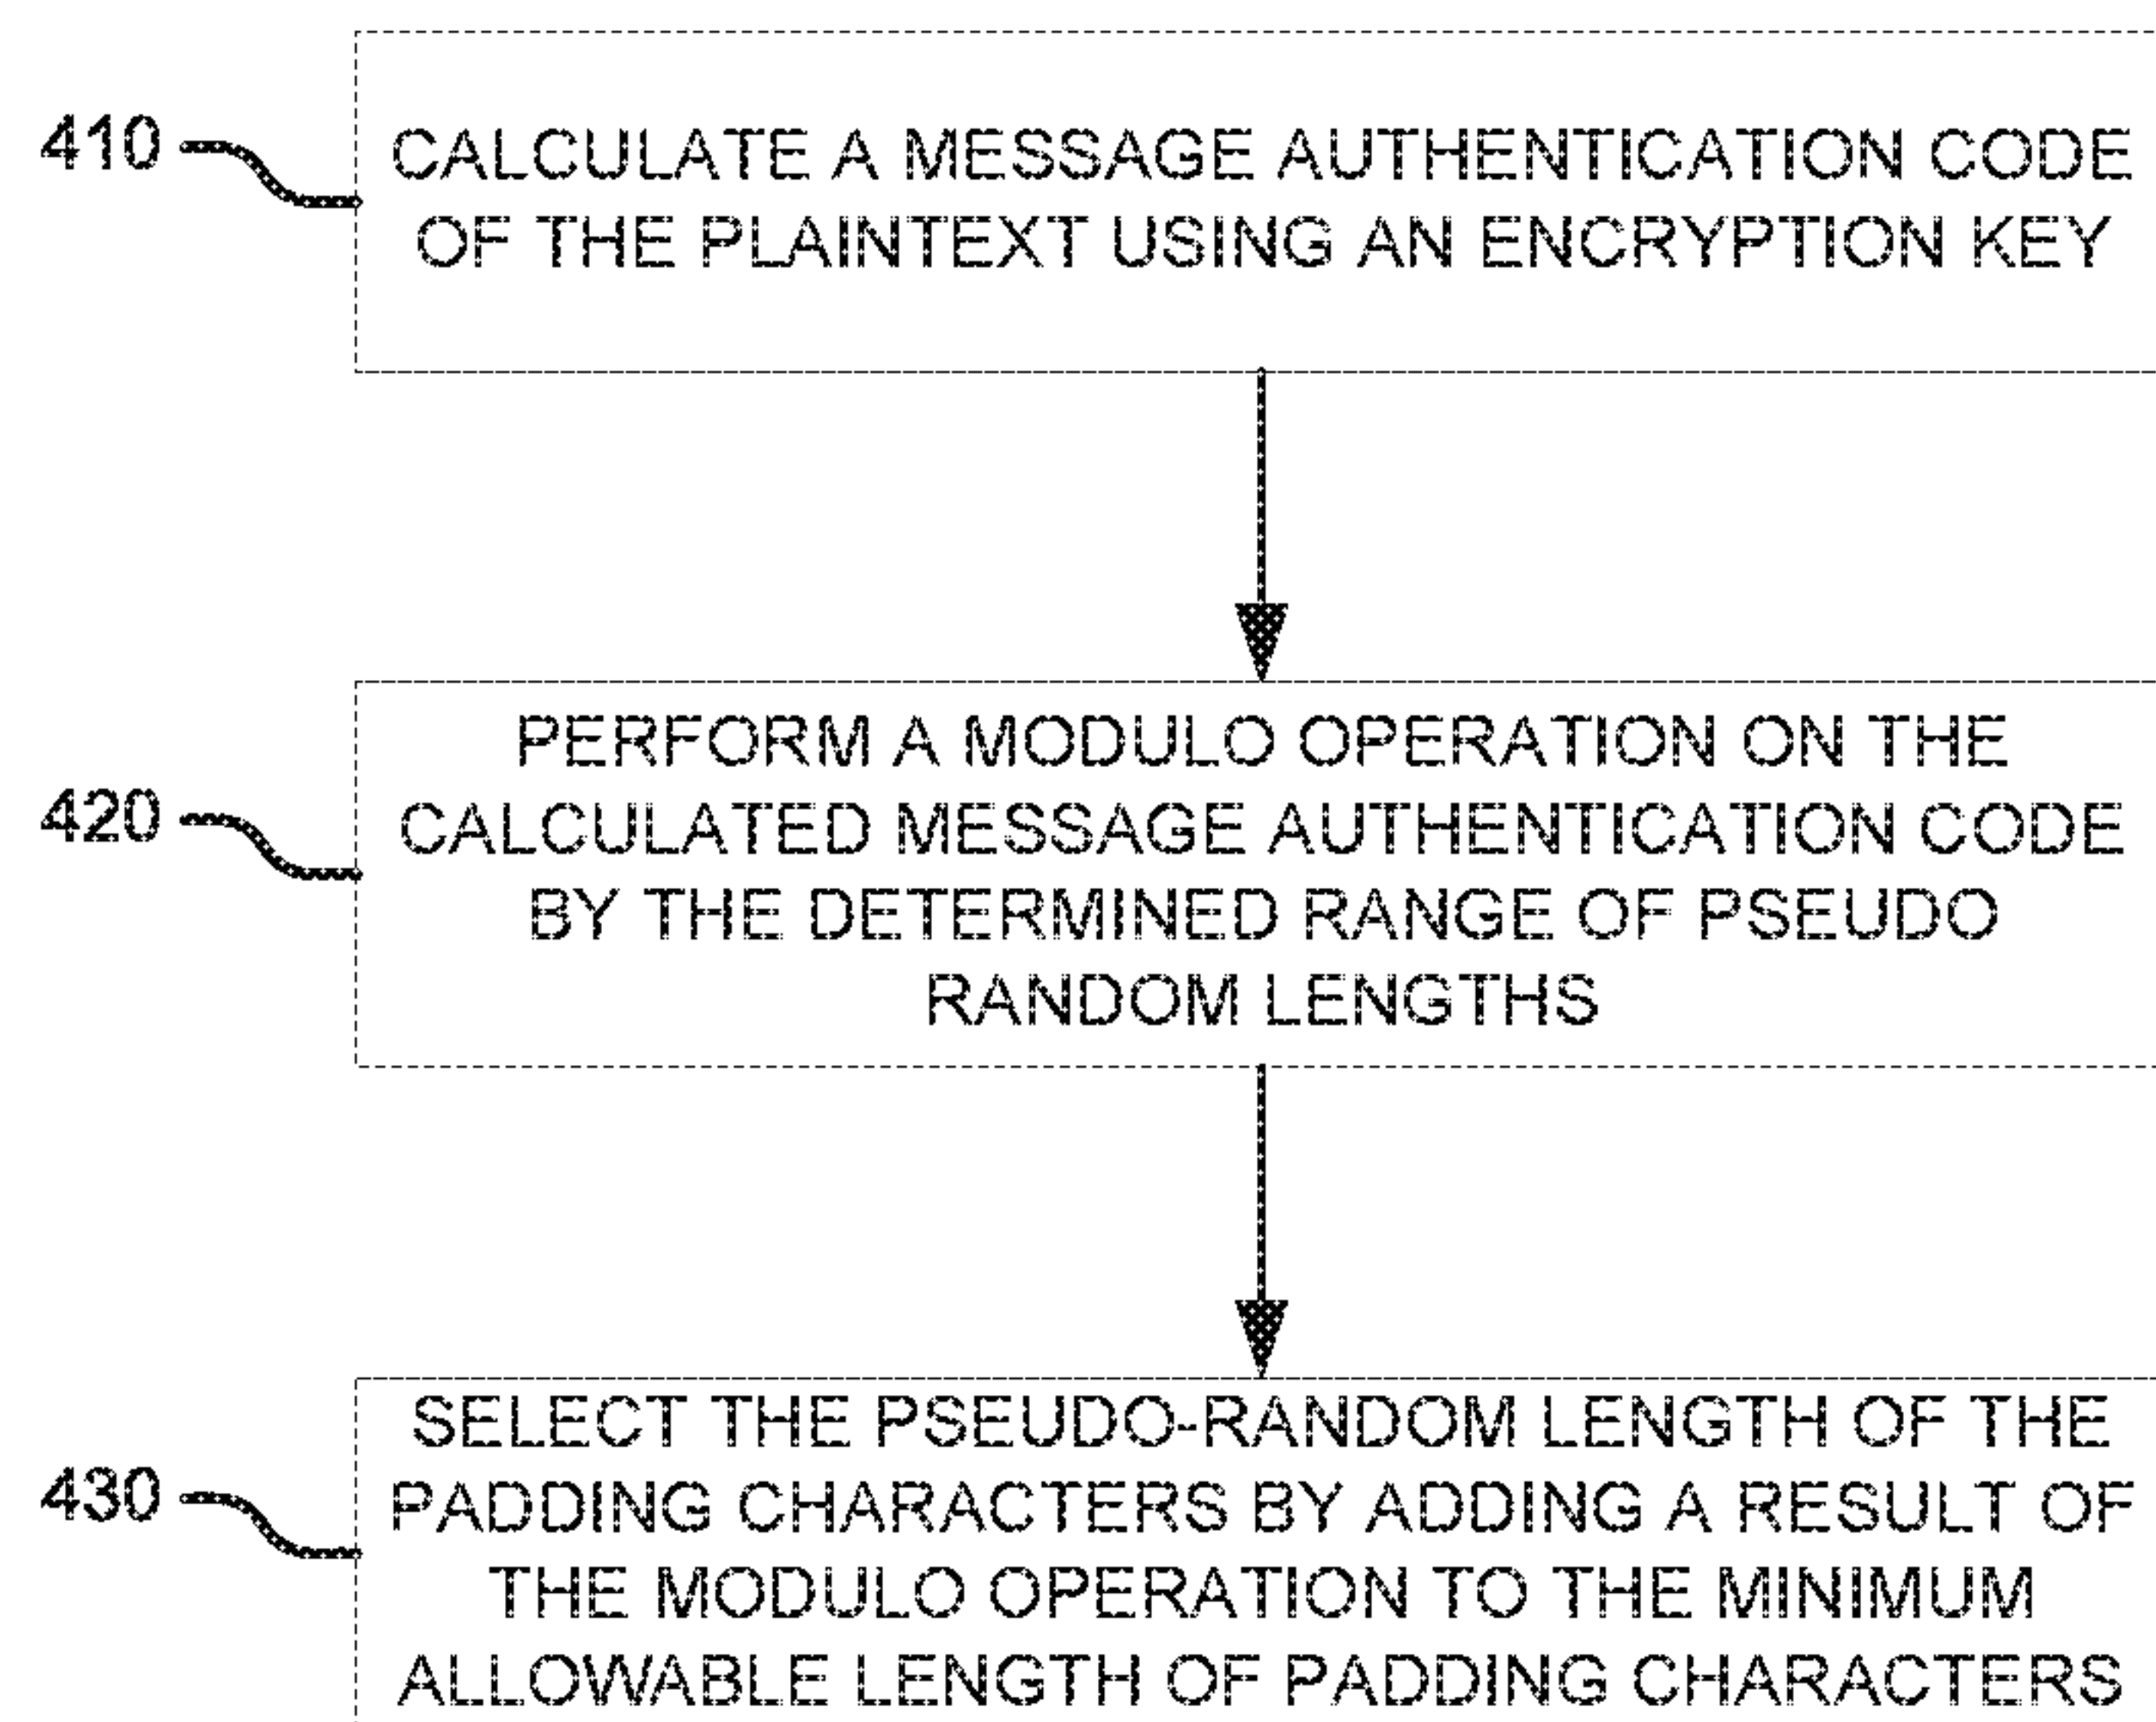 410
CALCULATE A MESSAGE AUTHENTICATION CODE
OF THE PLAINTEXT USING AN ENCRYPTION KEY
420
PERFORM A MODULO OPERATION ON THE
CALCULATED MESSAGE AUTHENTICATION CODE
BY THE DETERMINED RANGE OF PSEUDO
RANDOM LENGTHS
430
SELECT THE PSEUDO-RANDOM LENGTH OF THE
PADDING CHARACTERS BY ADDING A RESULT OF
THE MODULO OPERATION TO THE MINIMUM
ALLOWABLE LENGTH OF PADDING CHARACTERS